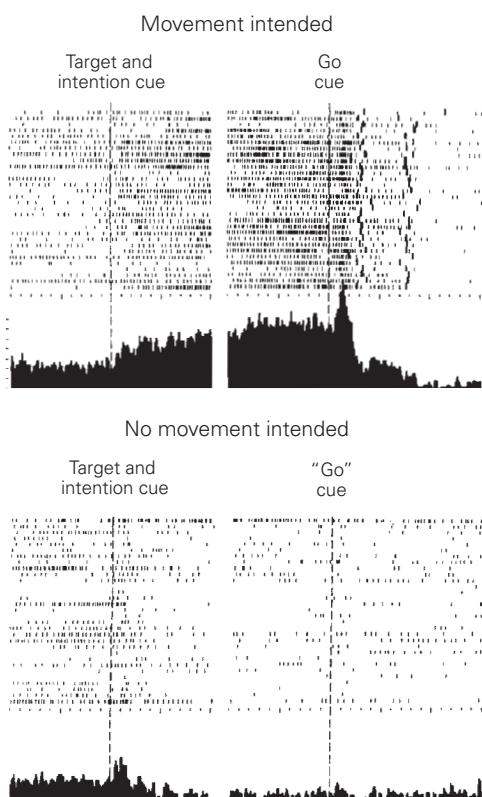 Movement intended
Target and
intention cue
Go
cue
No movement intended
Target and
intention cue
“Go”
cue